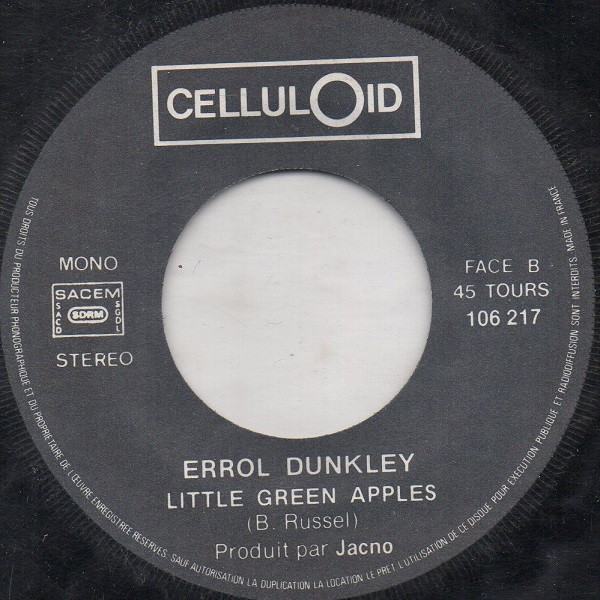 CELLULOID
MONO
SACEM
SACD
SDRM
SGDL
STEREO
FACE B
45 TOURS
106 217
ERROL DUNKLEY
LITTLE GREEN APPLES
(B. Russel)
Produit par Jacno
TOUS DROITS DU PRODUCTEUR PHONOGRAPHIQUE ET DU PROPRIETAIRE DE L'ŒUVRE ENREGISTREE RESERVES. SAUF AUTORISATION LA DUPLICATION LA LOCATION LE PRET L'UTILISATION DE CE DISQUE POUR EXECUTION PUBLIQUE ET RADIODIFFUSION SONT INTERDITS. MADE IN FRANCE